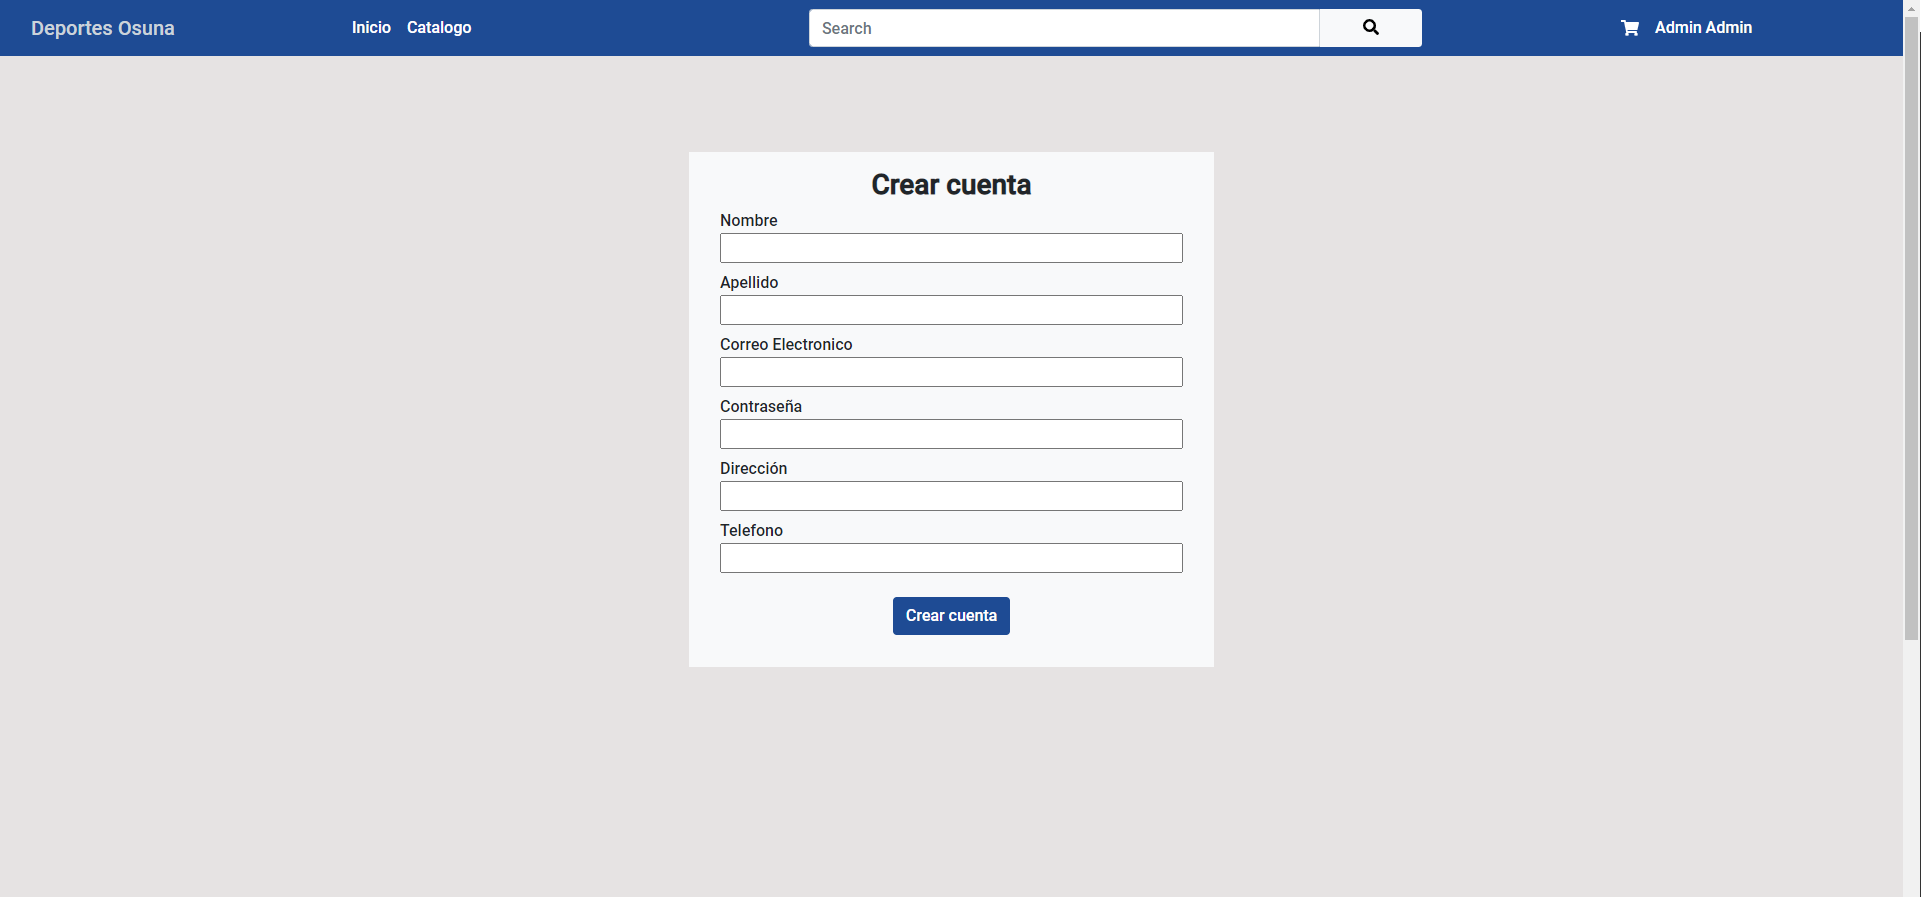 Deportes Osuna
Inicio
Catalogo
Search
Admin Admin
Crear cuenta
Nombre
Apellido
Correo Electronico
Contraseña
Dirección
Telefono
Crear cuenta